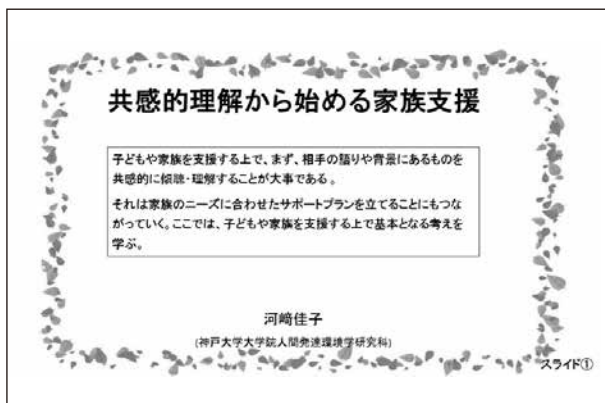 共感的理解から始める家族支援
子どもや家族を支援する上で、まず、相手の語りや背景にあるものを
共感的に傾聴・理解することが大事である。
それは家族のニーズに合わせたサポートプランを立てることにもつな
がっていく。ここでは、子どもや家族を支援する上で基本となる考えを
学ぶ。
河﨑佳子
(神戸大学大学院人間発達環境学研究科)
スライド①